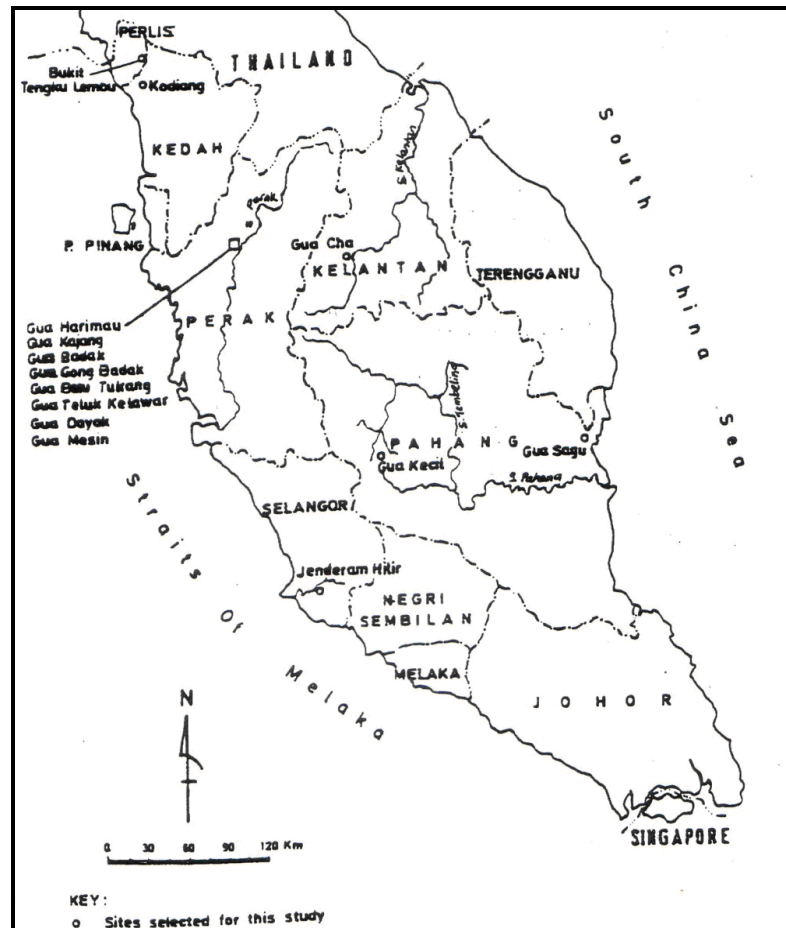 PERLIS
THAILAND
Bukit
Tengku Lembu
Kodiang
KEDAH
S. Kelantan
South China Sea
perak
P. PINANG
Gua Cha
KELANTAN
TERENGGANU
PERAK
Gua Harimau
Gua Kajang
Gua Badak
Gua Gong Badak
Gua Batu Tukang
Gua Teluk Kelawar
Gua Dayak
Gua Mesin
S. Tembeling
PAHANG
Gua Sagu
Gua Kecil
S. Pahang
SELANGOR
Straits Of Melaka
Jenderam Hilir
NEGRI
SEMBILAN
MELAKA
JOHOR
N
SINGAPORE
0 30 60 90 120 Km
KEY:
o Sites selected for this study